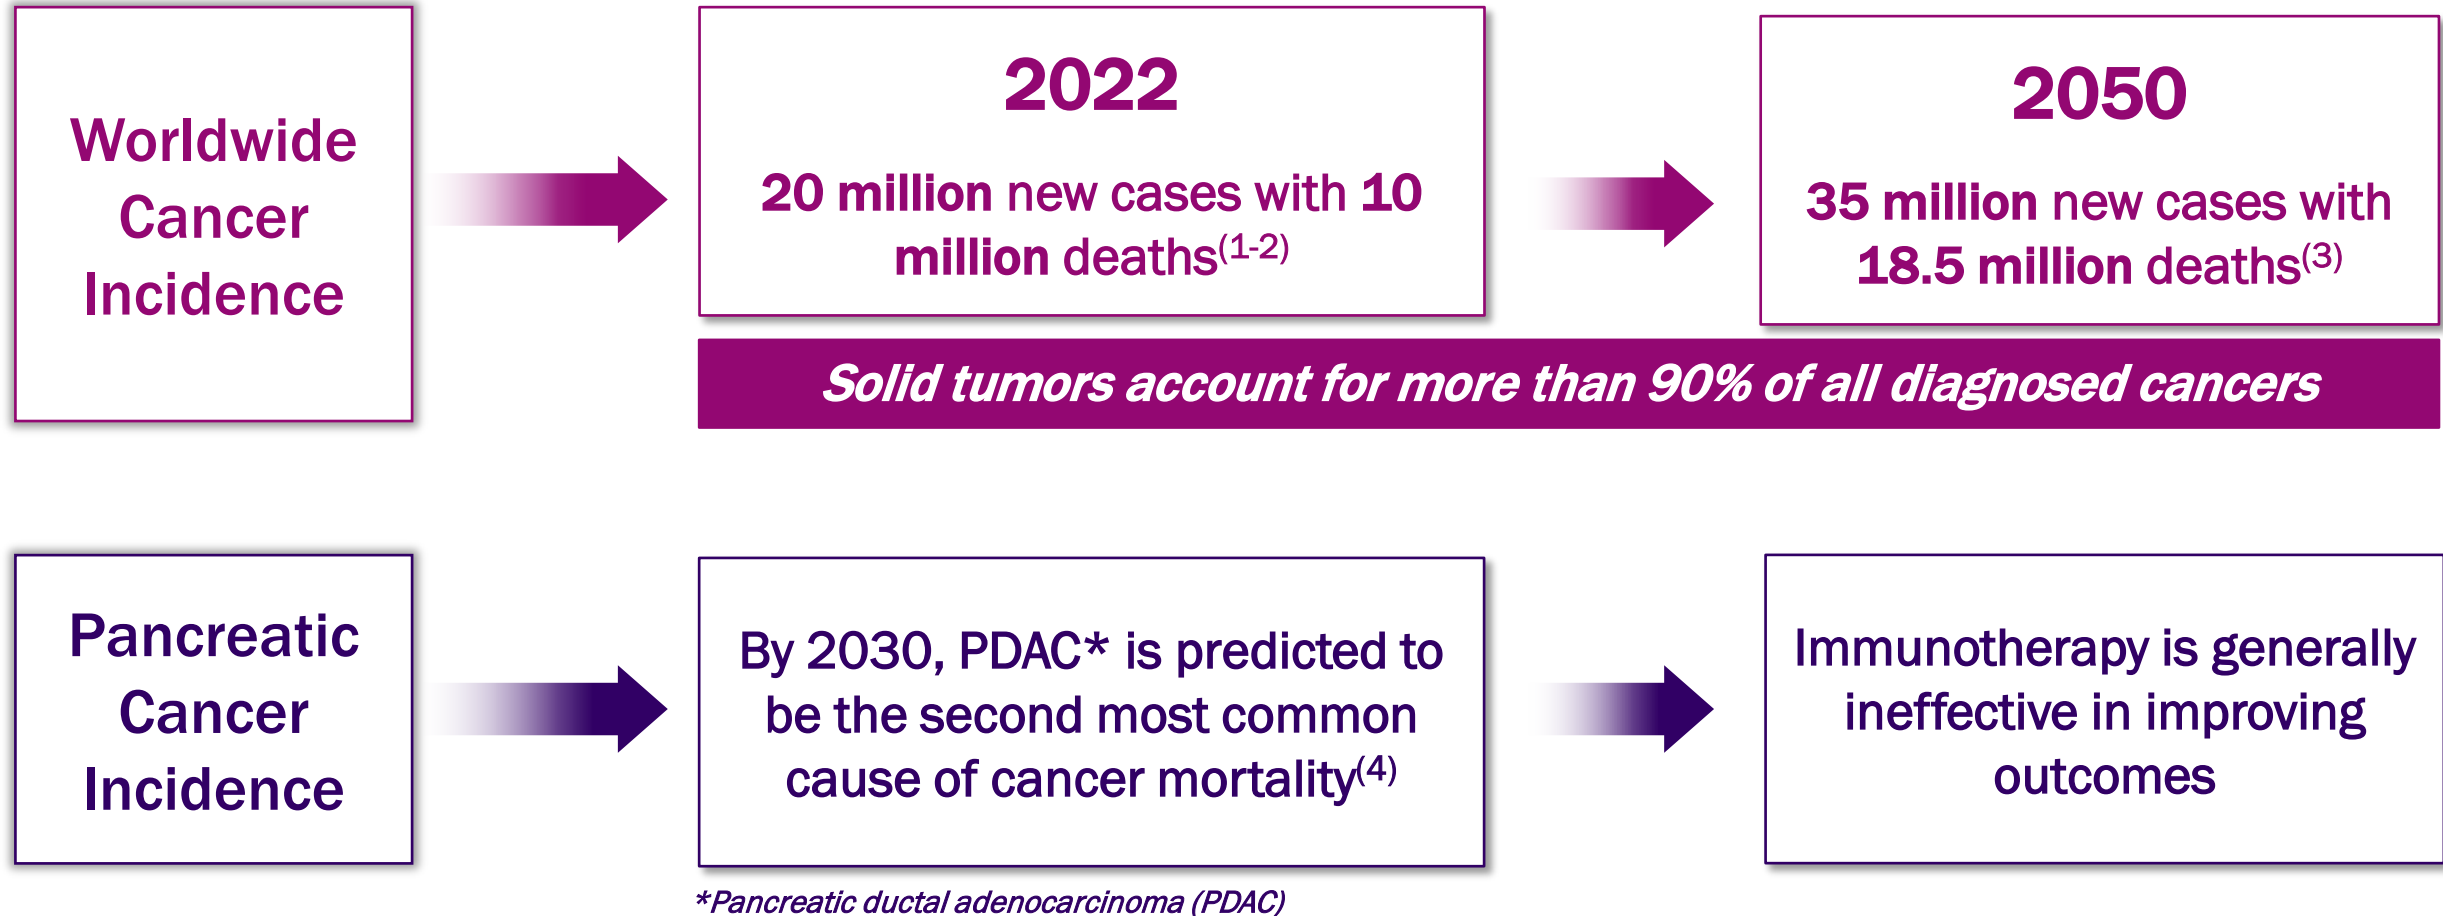 Worldwide
Cancer
Incidence
2022
20 million new cases with 10
million deaths(1-2)
2050
35 million new cases with
18.5 million deaths(3)
Solid tumors account for more than 90% of all diagnosed cancers
Pancreatic
Cancer
Incidence
By 2030, PDAC* is predicted to
be the second most common
cause of cancer mortality(4)
Immunotherapy is generally
ineffective in improving
outcomes
*Pancreatic ductal adenocarcinoma (PDAC)